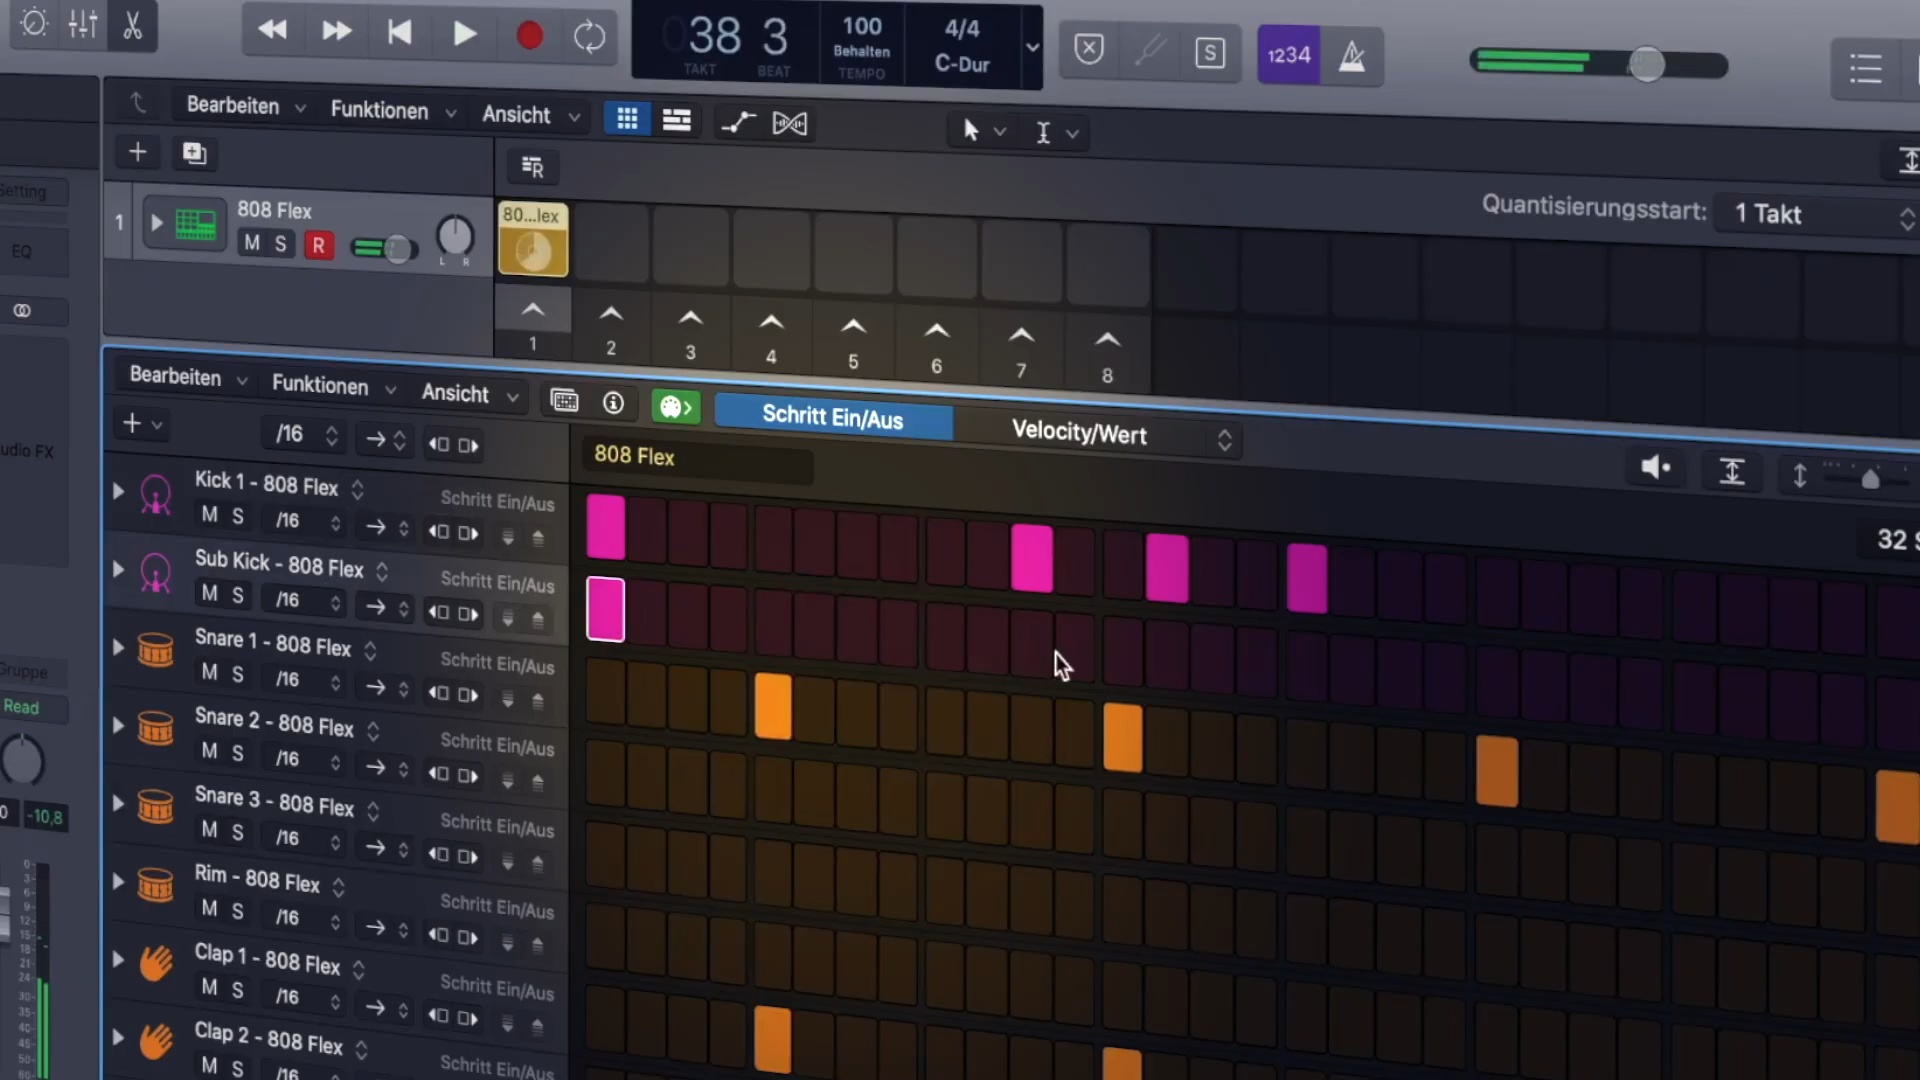 38 3
TAKT BEAT
100
Behalten
TEMPO
4/4
C-Dur
S
1234
Bearbeiten Funktionen Ansicht
Setting
EQ
Quantisierungsstart: 1 Takt
1
808 Flex
M S R
L R
80...lex
1 2 3 4 5 6 7 8
Bearbeiten Funktionen Ansicht
Schritt Ein/Aus Velocity/Wert
/16
808 Flex
Kick 1 - 808 Flex
Schritt Ein/Aus
M S /16
Sub Kick - 808 Flex
Schritt Ein/Aus
M S /16
Snare 1 - 808 Flex
Schritt Ein/Aus
M S /16
Snare 2 - 808 Flex
Schritt Ein/Aus
M S /16
Snare 3 - 808 Flex
Schritt Ein/Aus
M S /16
Rim - 808 Flex
Schritt Ein/Aus
M S /16
Clap 1 - 808 Flex
Schritt Ein/Aus
M S /16
Clap 2 - 808 Flex
Schritt Ein/Aus
M S /16
32
udio FX
Gruppe
Read
-10,8